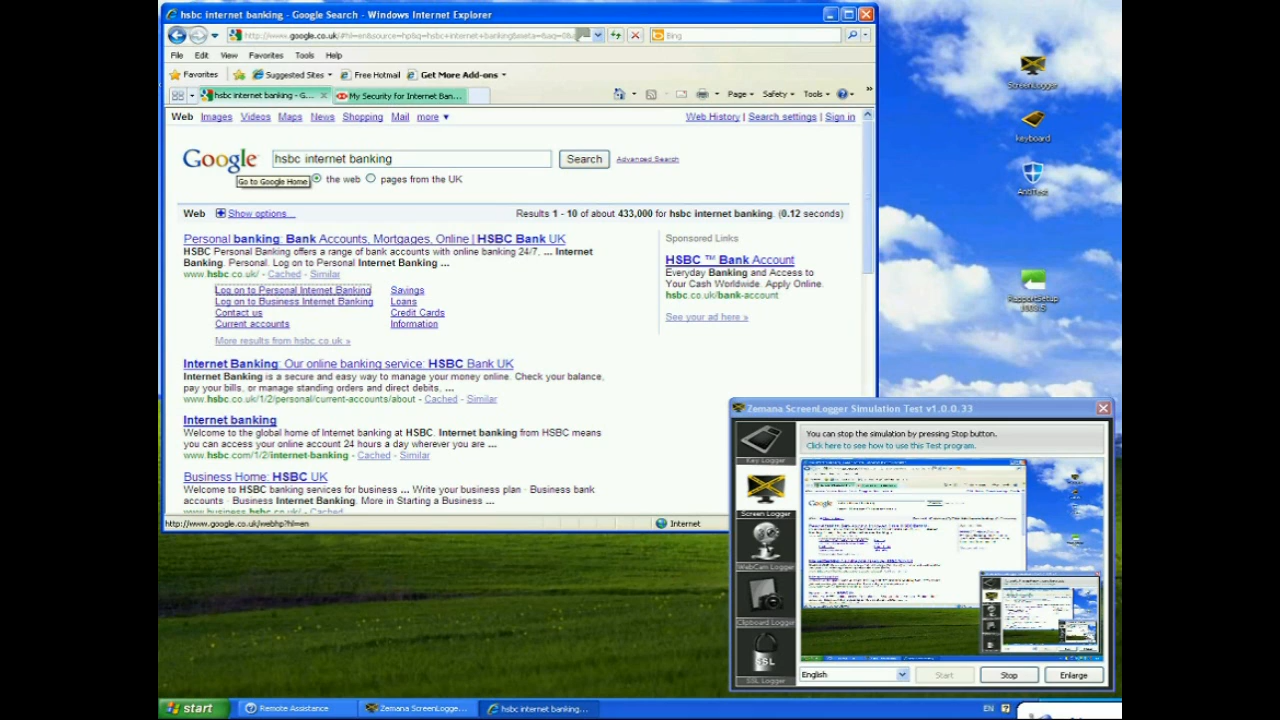 hsbc internet banking - Google Search - Windows Internet Explorer
Bing
File Edit View Favorites Tools Help
Favorites Suggested Sites Free Hotmail Get More Add-ons
hsbc internet banking - G... My Security for Internet Ban... Page Safety Tools
Web Images Videos Maps News Shopping Mail more Web History | Search settings | Sign in
Google hsbc internet banking Search Advanced Search
Go to Google Home the web pages from the UK
Web Show options... Results 1 - 10 of about 433,000 for hsbc internet banking. (0.12 seconds)
Personal banking: Bank Accounts, Mortgages, Online | HSBC Bank UK
HSBC Personal Banking offers a range of bank accounts with online banking 24/7, ... Internet
Banking. Personal. Log on to Personal Internet Banking ...
www.hsbc.co.uk/ - Cached - Similar
Log on to Personal Internet Banking Savings
Log on to Business Internet Banking Loans
Contact us Credit Cards
Current accounts Information
More results from hsbc.co.uk »
Internet Banking: Our online banking service: HSBC Bank UK
Internet Banking is a secure and easy way to manage your money online. Check your balance,
pay your bills, or manage standing orders and direct debits, ...
www.hsbc.co.uk/1/2/personal/current-accounts/about - Cached - Similar
Internet banking
Welcome to the global home of Internet banking at HSBC. Internet banking from HSBC means
you can access your online account 24 hours a day wherever you are ...
www.hsbc.com/1/2/internet-banking - Cached - Similar
Business Home: HSBC UK
Welcome to HSBC banking services for business ... Write your business plan · Business bank
accounts · Business Internet Banking. More in Starting a Business ...
www.business.hsbc.co.uk/ - Cached
Sponsored Links
HSBC ™ Bank Account
Everyday Banking and Access to
Your Cash Worldwide. Apply Online.
hsbc.co.uk/bank-account
See your ad here »
http://www.google.co.uk/webhp?hl=en Internet
ScreenLogger
keyboard
AntiTest
RapportSetup
Zemana ScreenLogger Simulation Test v1.0.0.33
You can stop the simulation by pressing Stop button.
Click here to see how to use this Test program.
Key Logger
Screen Logger
WebCam Logger
Clipboard Logger
SSL Logger
English Start Stop Enlarge
start Remote Assistance Zemana ScreenLogge... hsbc internet banking... EN